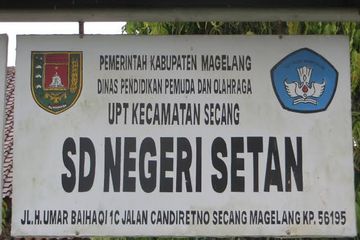 PEMERINTAH KABUPATEN MAGELANG
DINAS PENDIDIKAN PEMUDA DAN OLAHRAGA
UPT KECAMATAN SECANG
SD NEGERI SETAN
JL.H.UMAR BAIHAQI 1C JALAN CANDIRETNO SECANG MAGELANG KP. 56195